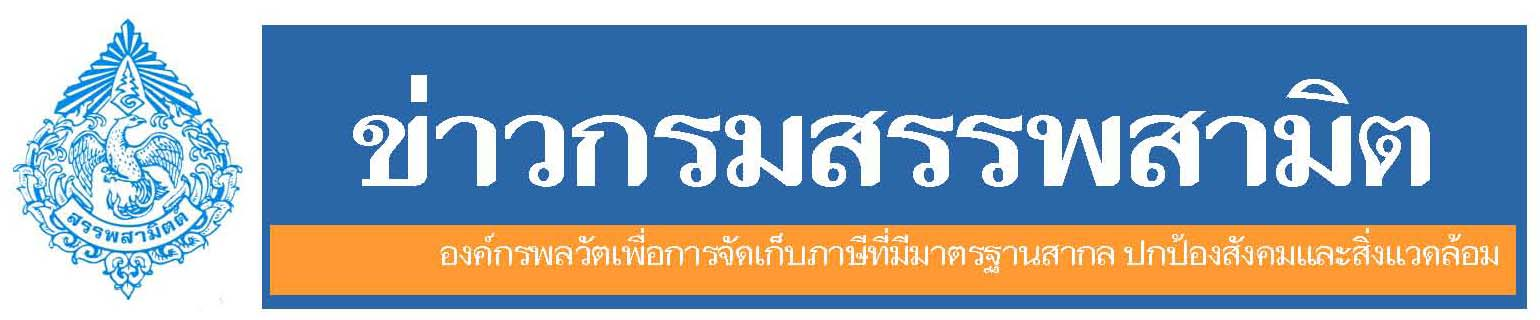 ข่าวกรมสรรพสามิต
องค์กรพลวัตเพื่อการจัดเก็บภาษีที่มีมาตรฐานสากล ปกป้องสังคมและสิ่งแวดล้อม
สรรพสามิตต์